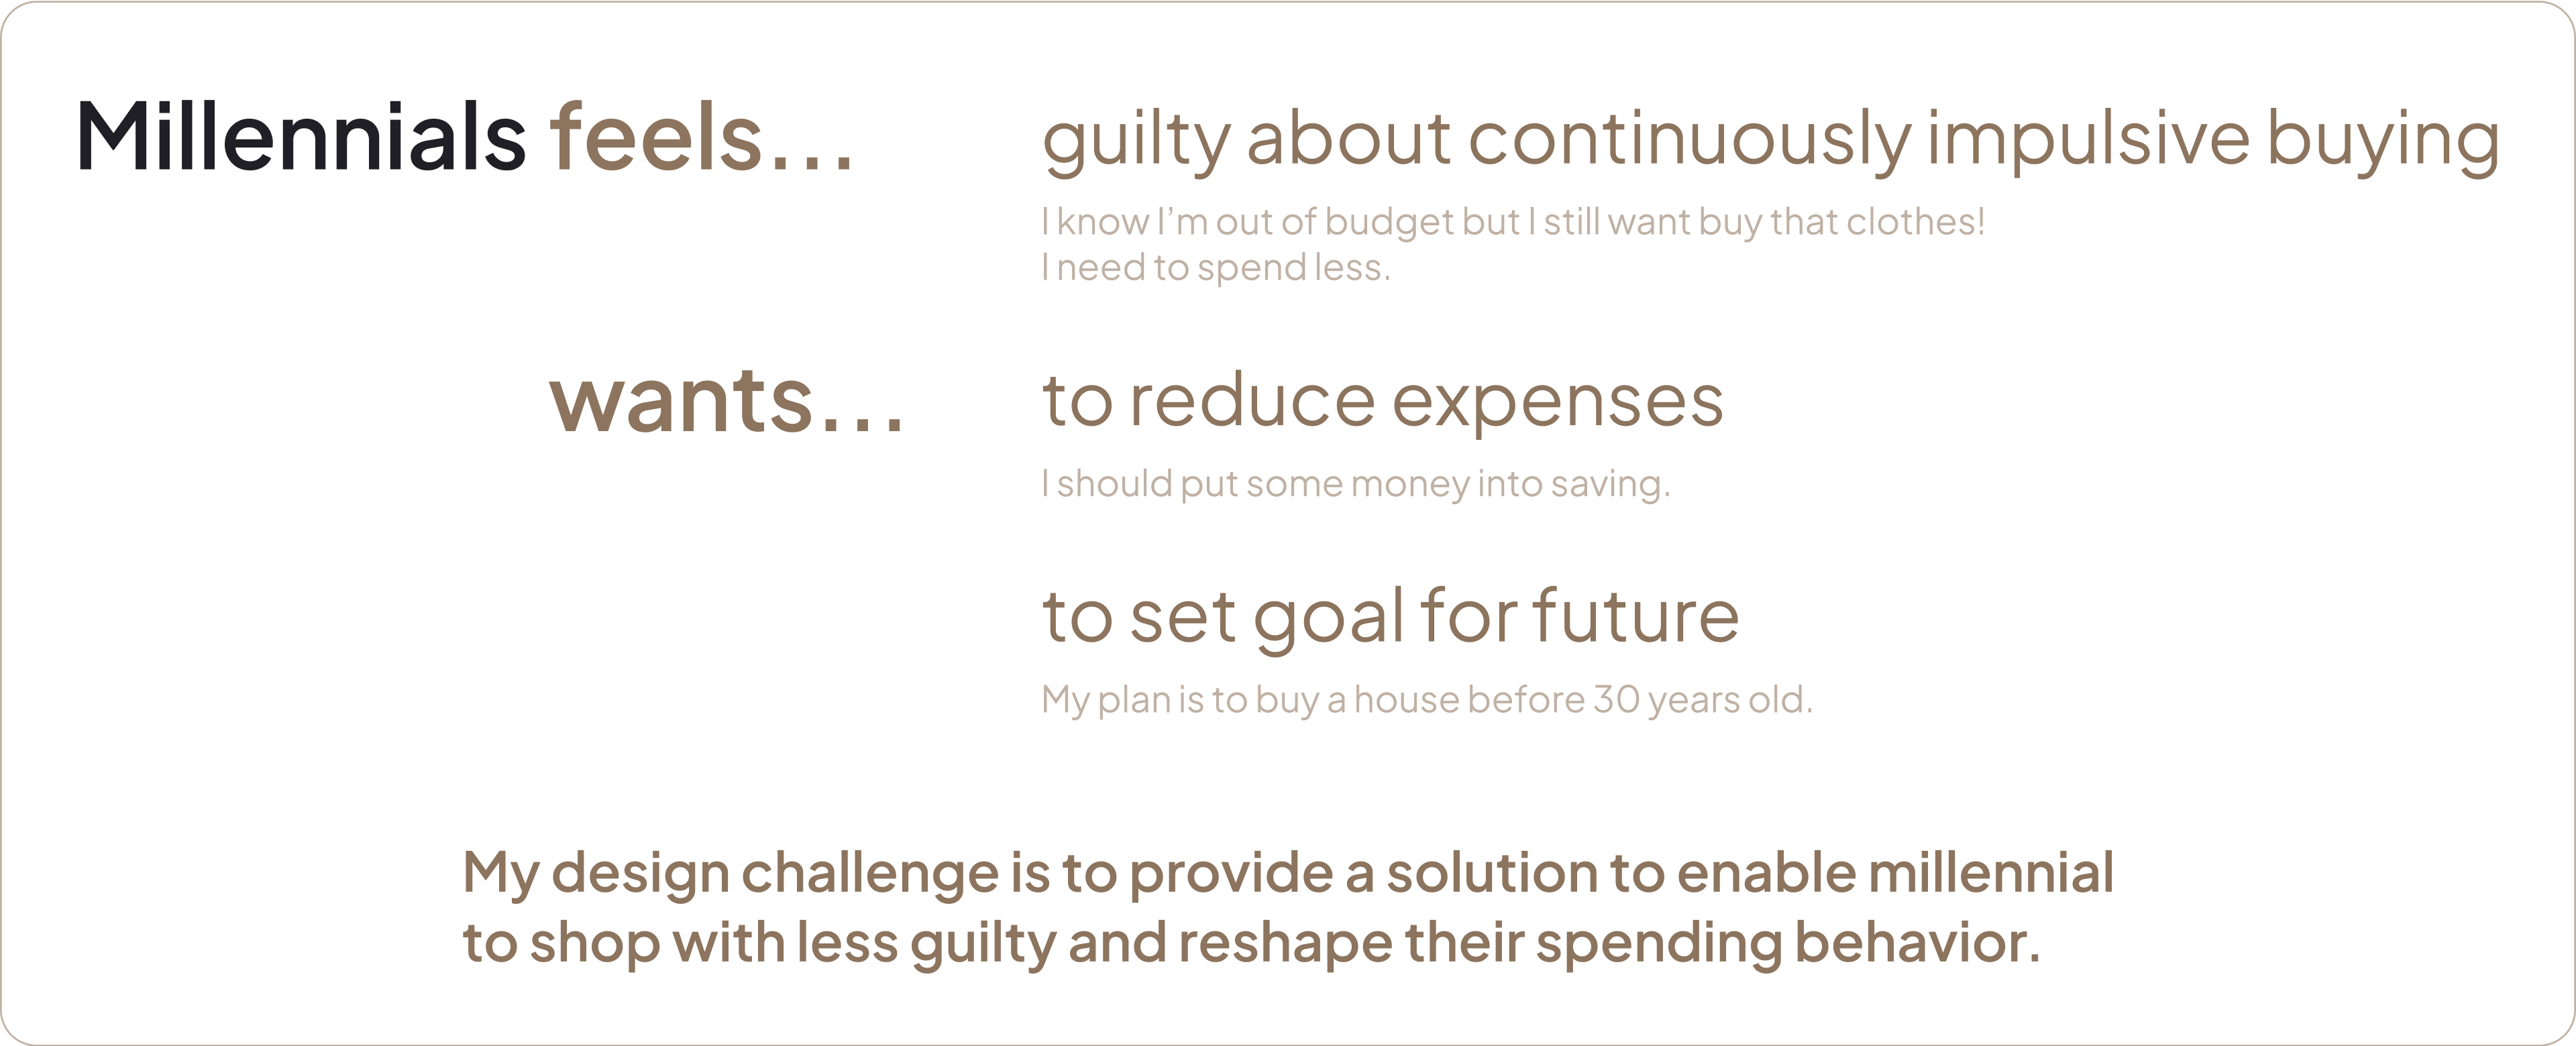 Millennials feels...
guilty about continuously impulsive buying
I know I’m out of budget but I still want buy that clothes!
I need to spend less.
wants...
to reduce expenses
I should put some money into saving.
to set goal for future
My plan is to buy a house before 30 years old.
My design challenge is to provide a solution to enable millennial
to shop with less guilty and reshape their spending behavior.